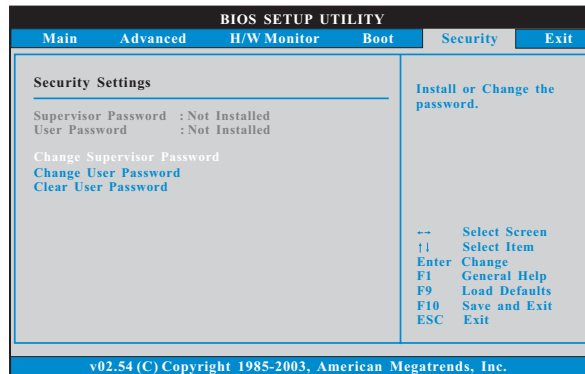 BIOS SETUP UTILITY
Main Advanced H/W Monitor Boot Security Exit
Security Settings
Supervisor Password : Not Installed
User Password : Not Installed
Change Supervisor Password
Change User Password
Clear User Password
Install or Change the
password.
←→ Select Screen
↑↓ Select Item
Enter Change
F1 General Help
F9 Load Defaults
F10 Save and Exit
ESC Exit
v02.54 (C) Copyright 1985-2003, American Megatrends, Inc.